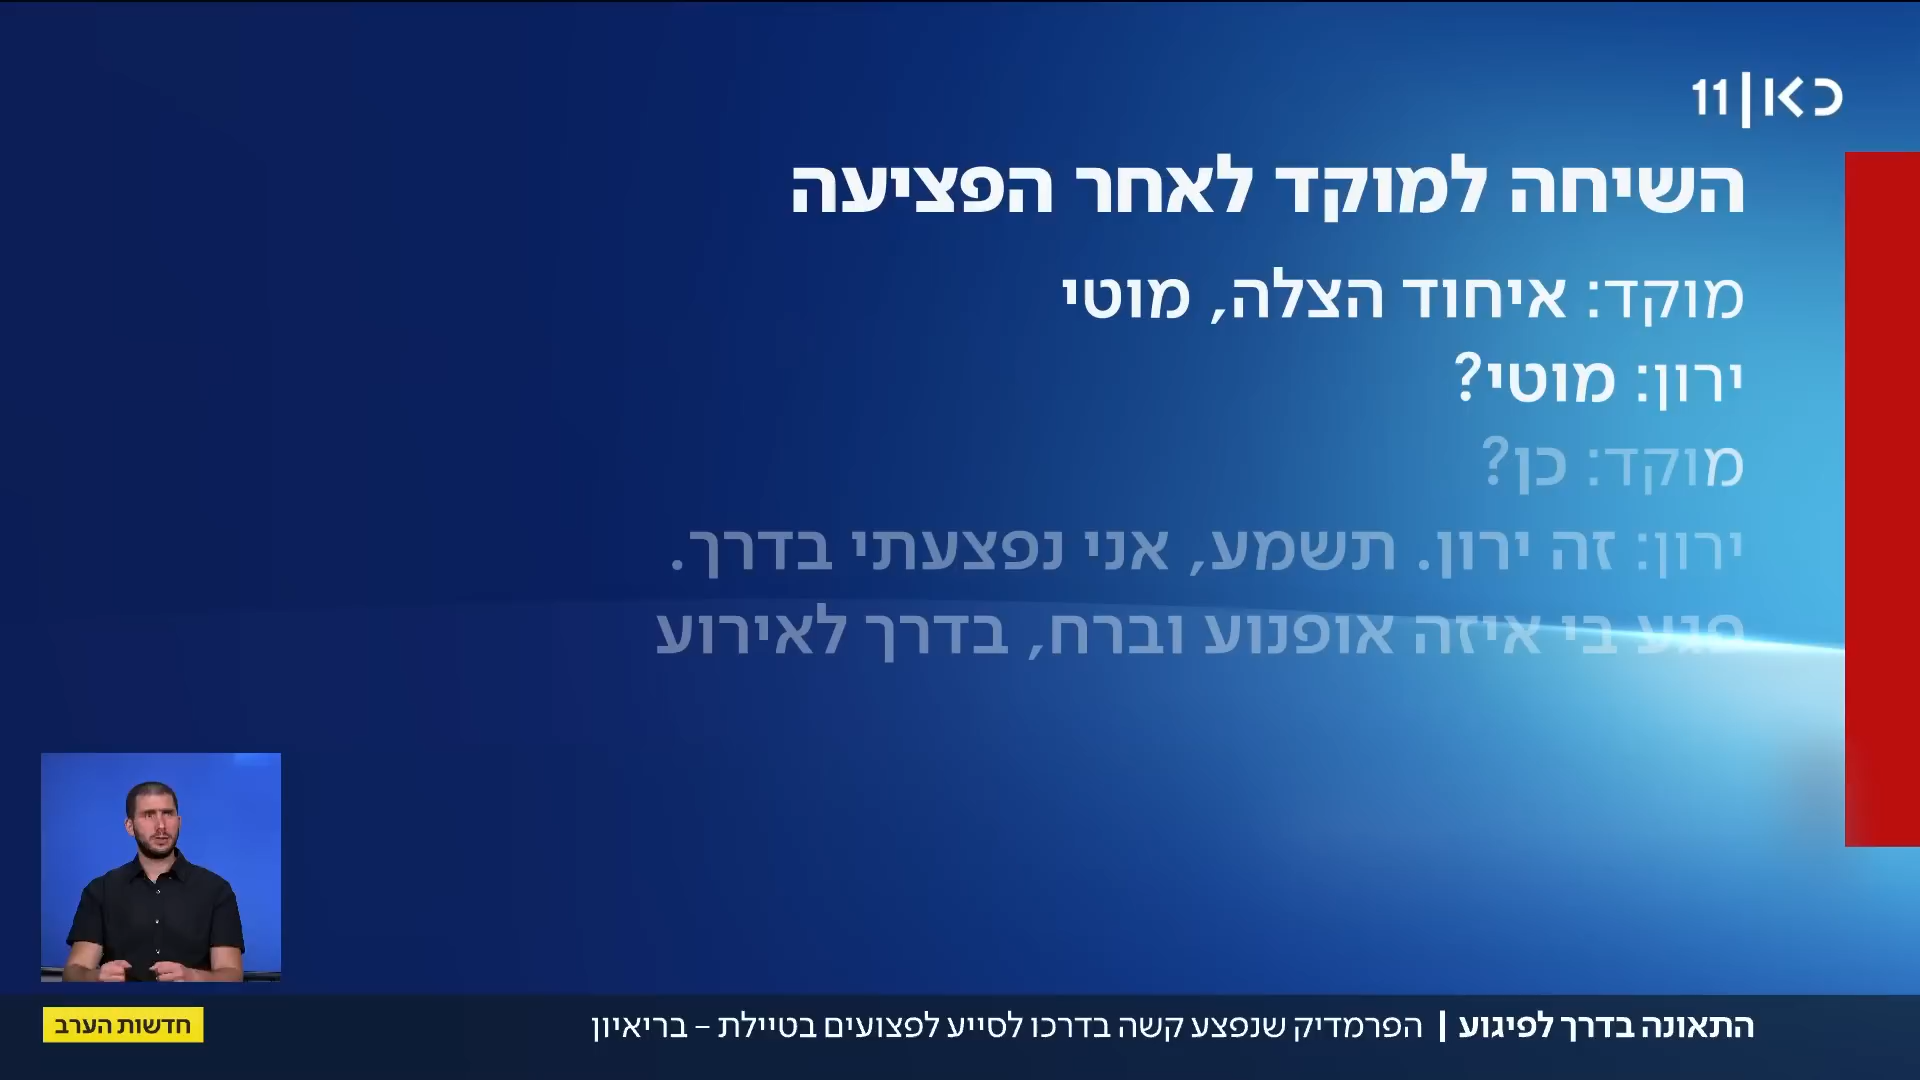 כאן|11
השיחה למוקד לאחר הפציעה
מוקד: איחוד הצלה, מוטי
ירון: מוטי?
מוקד: כן?
ירון: זה ירון. תשמע, אני נפצעתי בדרך.
פגע בי איזה אופנוע וברח, בדרך לאירוע
התאונה בדרך לפיגוע | הפרמדיק שנפצע קשה בדרכו לסייע לפצועים בטיילת – בריאיון
חדשות הערב